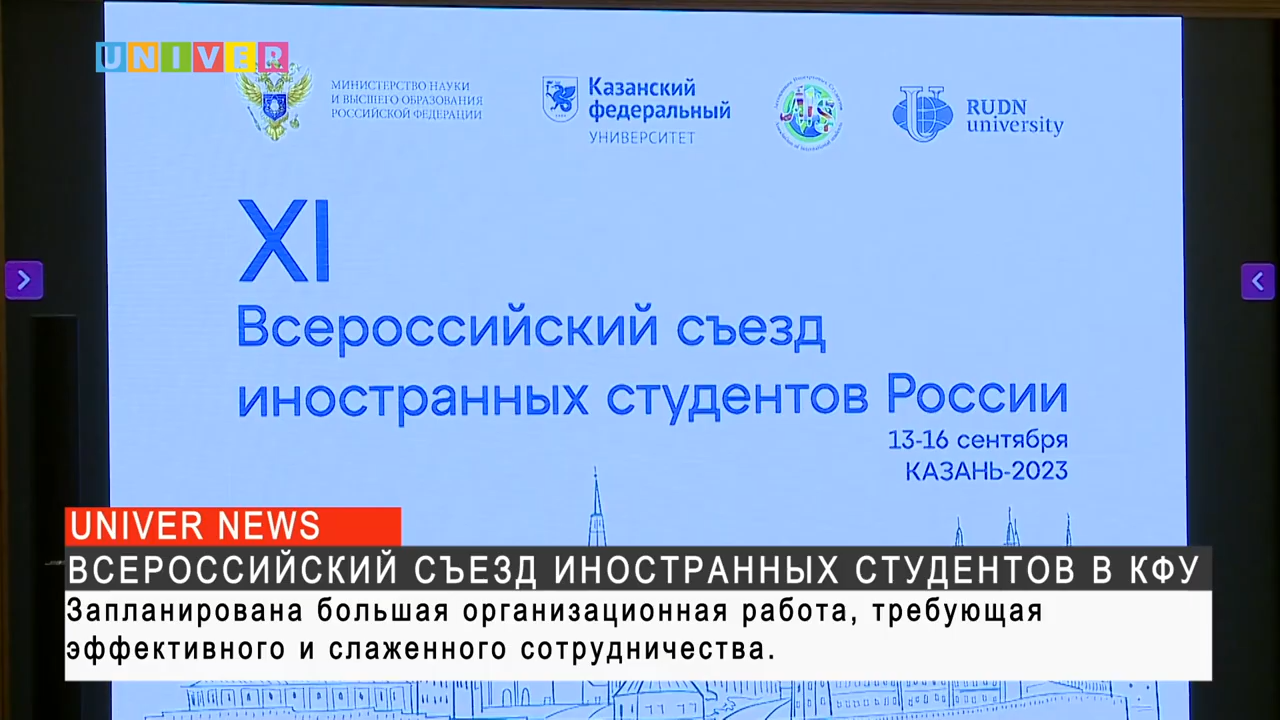 UNIVER
МИНИСТЕРСТВО НАУКИ
И ВЫСШЕГО ОБРАЗОВАНИЯ
РОССИЙСКОЙ ФЕДЕРАЦИИ
Казанский
федеральный
УНИВЕРСИТЕТ
RUDN
university
XI
Всероссийский съезд
иностранных студентов России
13-16 сентября
КАЗАНЬ-2023
UNIVER NEWS
ВСЕРОССИЙСКИЙ СЪЕЗД ИНОСТРАННЫХ СТУДЕНТОВ В КФУ
Запланирована большая организационная работа, требующая
эффективного и слаженного сотрудничества.